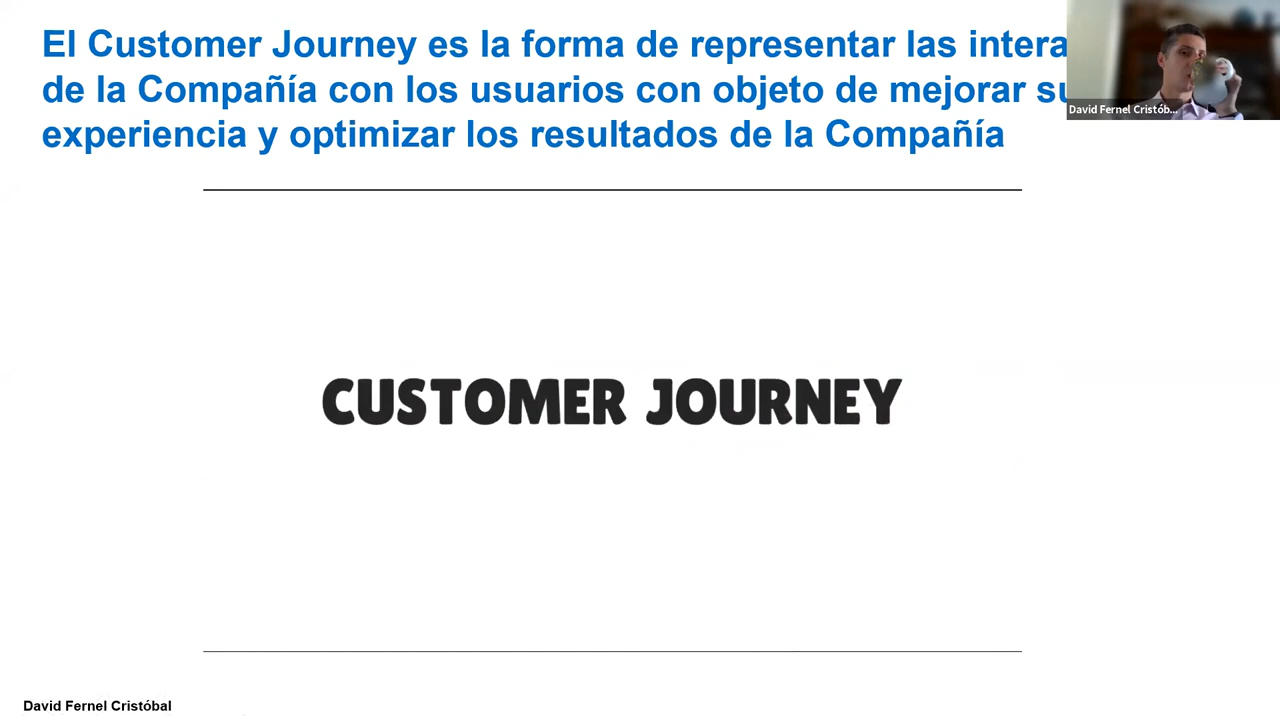 El Customer Journey es la forma de representar las intera
de la Compañía con los usuarios con objeto de mejorar su
experiencia y optimizar los resultados de la Compañía
David Fernel Cristób...
CUSTOMER JOURNEY
David Fernel Cristóbal